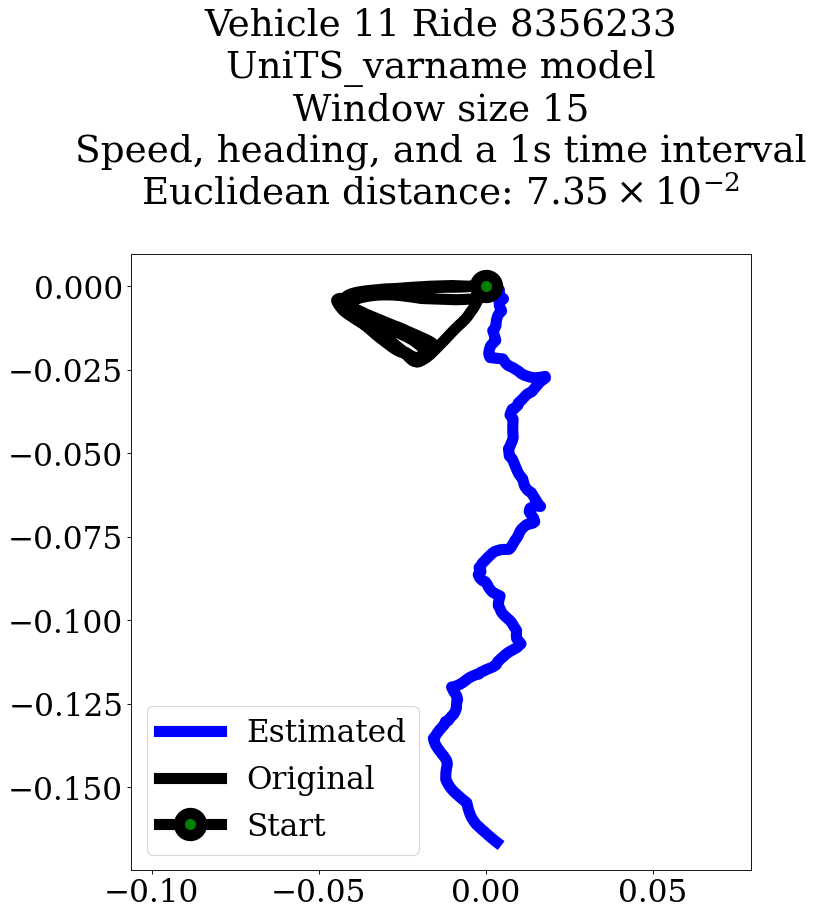 Vehicle 11 Ride 8356233
UniTS_varname model
Window size 15
Speed, heading, and a 1s time interval
Euclidean distance: 7.35 × 10⁻²
0.000
−0.025
−0.050
−0.075
−0.100
−0.125
−0.150
Estimated
Original
Start
−0.10 −0.05 0.00 0.05